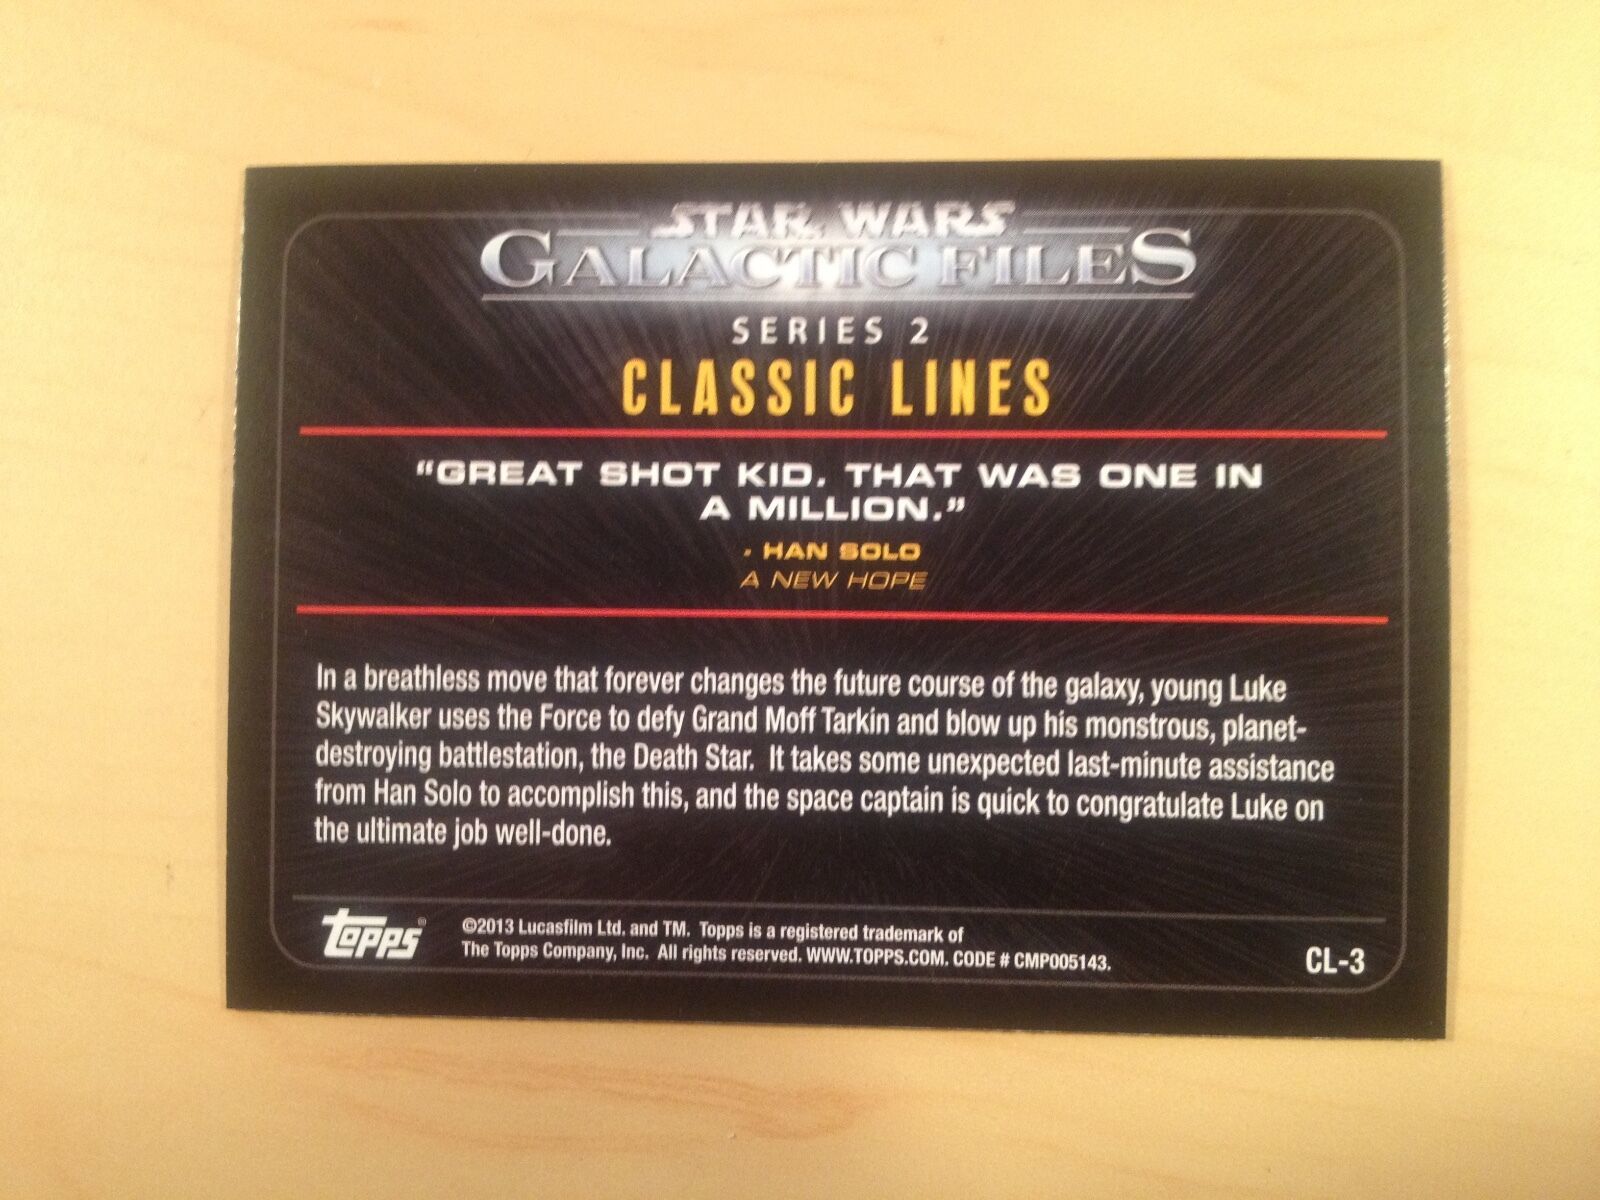 STAR WARS
GALACTIC FILES
SERIES 2
CLASSIC LINES
"GREAT SHOT KID. THAT WAS ONE IN
A MILLION."
- HAN SOLO
A NEW HOPE
In a breathless move that forever changes the future course of the galaxy, young Luke
Skywalker uses the Force to defy Grand Moff Tarkin and blow up his monstrous, planet-
destroying battlestation, the Death Star. It takes some unexpected last-minute assistance
from Han Solo to accomplish this, and the space captain is quick to congratulate Luke on
the ultimate job well-done.
Topps®
©2013 Lucasfilm Ltd. and TM. Topps is a registered trademark of
The Topps Company, Inc. All rights reserved. WWW.TOPPS.COM. CODE # CMP005143.
CL-3